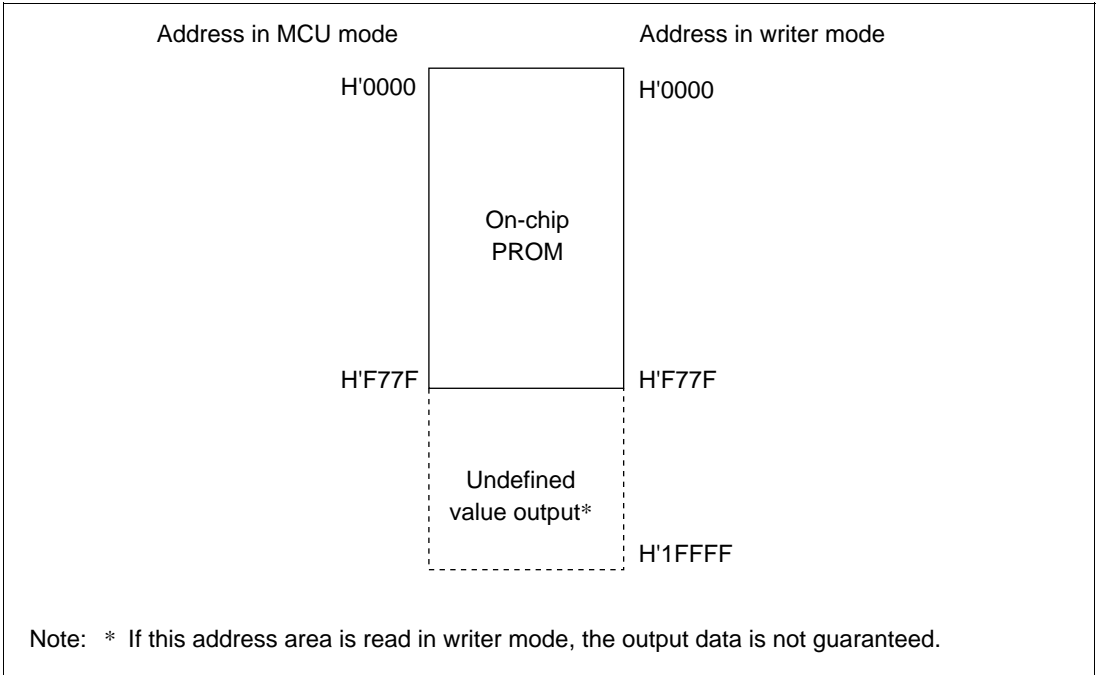 Address in MCU mode
Address in writer mode
H'0000
H'0000
On-chip
PROM
H'F77F
H'F77F
Undefined
value output*
H'1FFFF
Note: * If this address area is read in writer mode, the output data is not guaranteed.